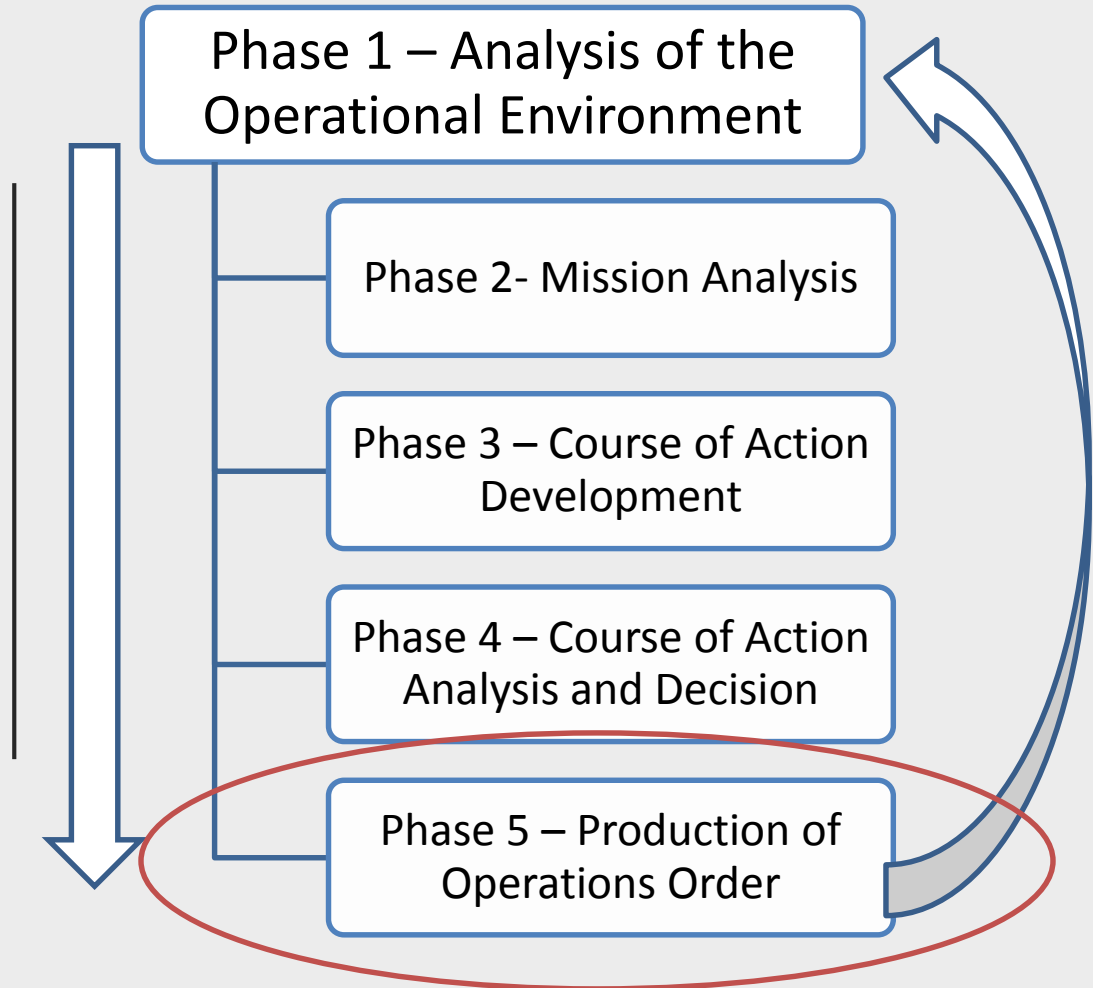 Phase 1 – Analysis of the
Operational Environment
Phase 2- Mission Analysis
Phase 3 – Course of Action
Development
Phase 4 – Course of Action
Analysis and Decision
Phase 5 – Production of
Operations Order